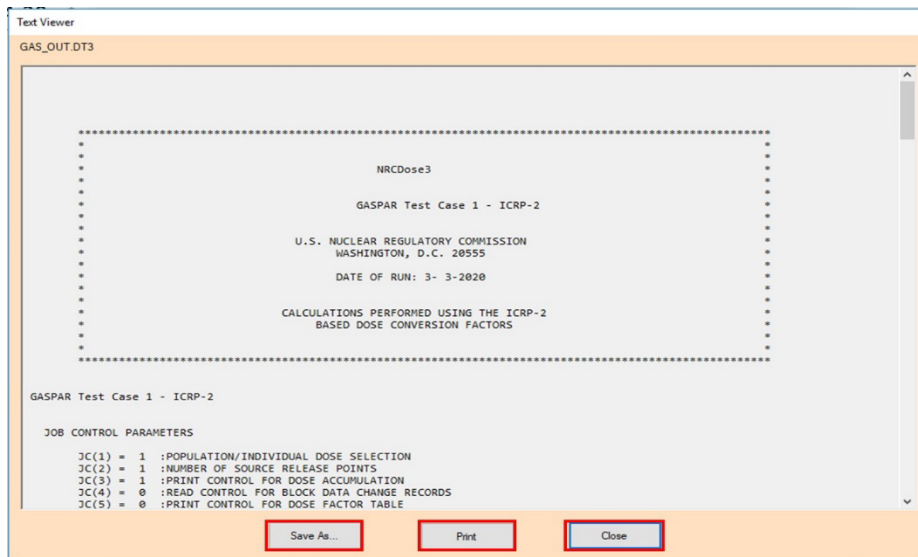 Text Viewer
GAS_OUT.DT3
********************************************************************************
NRCDose3
GASPAR Test Case 1 - ICRP-2
U.S. NUCLEAR REGULATORY COMMISSION
WASHINGTON, D.C. 20555
DATE OF RUN: 3- 3-2020
CALCULATIONS PERFORMED USING THE ICRP-2
BASED DOSE CONVERSION FACTORS
********************************************************************************
GASPAR Test Case 1 - ICRP-2
JOB CONTROL PARAMETERS
JC(1) = 1 :POPULATION/INDIVIDUAL DOSE SELECTION
JC(2) = 1 :NUMBER OF SOURCE RELEASE POINTS
JC(3) = 1 :PRINT CONTROL FOR DOSE ACCUMULATION
JC(4) = 0 :READ CONTROL FOR BLOCK DATA CHANGE RECORDS
JC(5) = 0 :PRINT CONTROL FOR DOSE FACTOR TABLE
Save As...
Print
Close